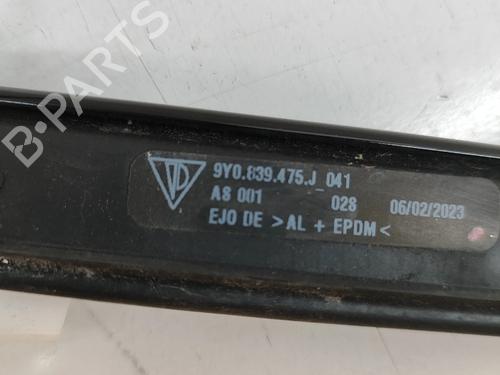 B-PARTS
9Y0.839.475.J 041
A8 001 028 06/02/2023
EJO DE >AL + EPDM<